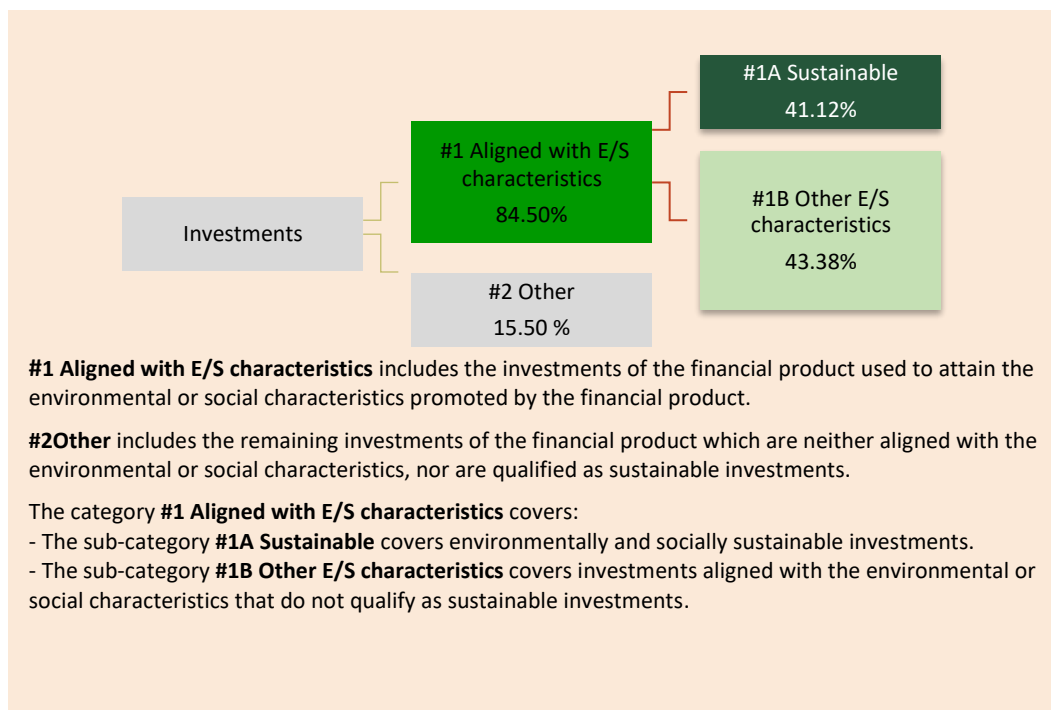 #1A Sustainable
41.12%
#1 Aligned with E/S
characteristics
84.50%
#1B Other E/S
characteristics
43.38%
Investments
#2 Other
15.50 %
#1 Aligned with E/S characteristics includes the investments of the financial product used to attain the
environmental or social characteristics promoted by the financial product.
#2Other includes the remaining investments of the financial product which are neither aligned with the
environmental or social characteristics, nor are qualified as sustainable investments.
The category #1 Aligned with E/S characteristics covers:
- The sub-category #1A Sustainable covers environmentally and socially sustainable investments.
- The sub-category #1B Other E/S characteristics covers investments aligned with the environmental or
social characteristics that do not qualify as sustainable investments.